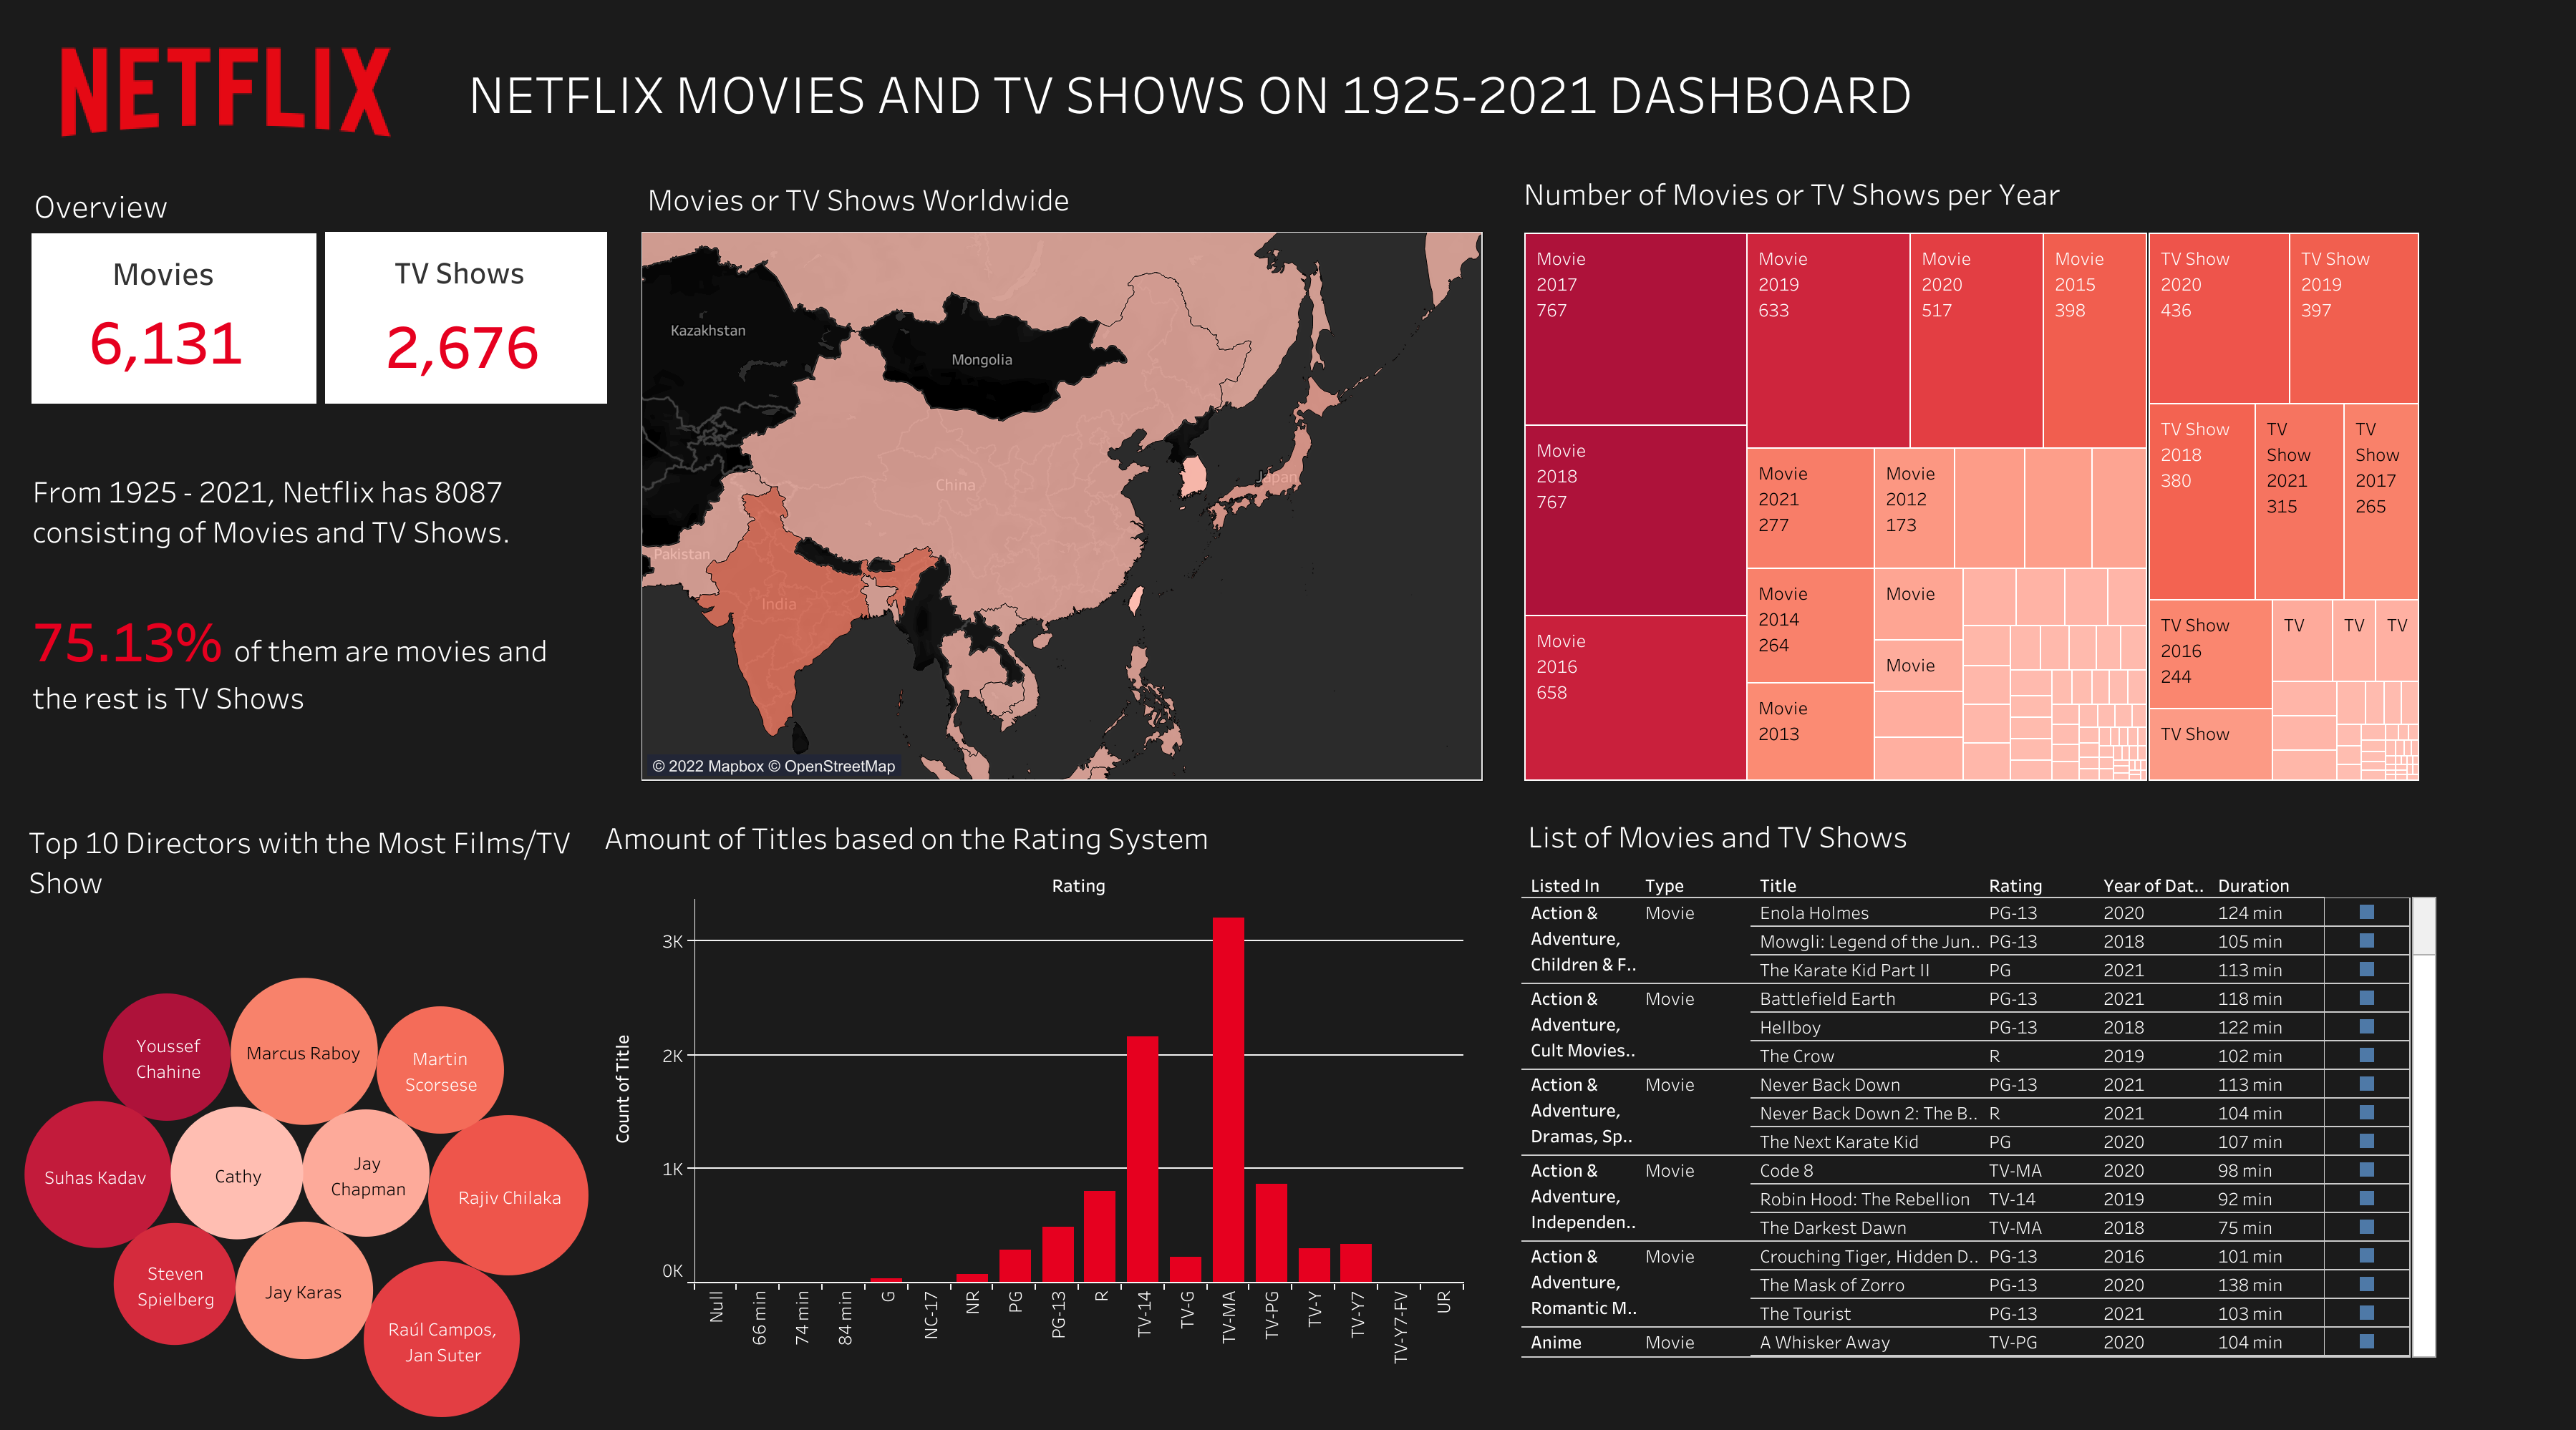 NETFLIX
NETFLIX MOVIES AND TV SHOWS ON 1925-2021 DASHBOARD
Overview
Movies
6,131
TV Shows
2,676
From 1925 - 2021, Netflix has 8087
consisting of Movies and TV Shows.
75.13% of them are movies and
the rest is TV Shows
Movies or TV Shows Worldwide
Kazakhstan
Mongolia
China
Japan
Pakistan
India
© 2022 Mapbox © OpenStreetMap
Number of Movies or TV Shows per Year
Movie
2017
767
Movie
2018
767
Movie
2016
658
Movie
2019
633
Movie
2020
517
Movie
2015
398
Movie
2021
277
Movie
2012
173
Movie
2014
264
Movie
2013
Movie
Movie
TV Show
2020
436
TV Show
2019
397
TV Show
2018
380
TV
Show
2021
315
TV
Show
2017
265
TV Show
2016
244
TV Show
TV
TV
TV
Top 10 Directors with the Most Films/TV
Show
Youssef
Chahine
Marcus Raboy
Martin
Scorsese
Suhas Kadav
Cathy
Jay
Chapman
Rajiv Chilaka
Steven
Spielberg
Jay Karas
Raúl Campos,
Jan Suter
Amount of Titles based on the Rating System
Rating
Count of Title
3K
2K
1K
0K
Null
66 min
74 min
84 min
G
NC-17
NR
PG
PG-13
R
TV-14
TV-G
TV-MA
TV-PG
TV-Y
TV-Y7
TV-Y7-FV
UR
List of Movies and TV Shows
Listed In Type Title Rating Year of Dat.. Duration
Action &
Adventure,
Children & F..
Movie
Enola Holmes PG-13 2020 124 min
Mowgli: Legend of the Jun.. PG-13 2018 105 min
The Karate Kid Part II PG 2021 113 min
Action &
Adventure,
Cult Movies..
Movie
Battlefield Earth PG-13 2021 118 min
Hellboy PG-13 2018 122 min
The Crow R 2019 102 min
Action &
Adventure,
Dramas, Sp..
Movie
Never Back Down PG-13 2021 113 min
Never Back Down 2: The B.. R 2021 104 min
The Next Karate Kid PG 2020 107 min
Action &
Adventure,
Independen..
Movie
Code 8 TV-MA 2020 98 min
Robin Hood: The Rebellion TV-14 2019 92 min
The Darkest Dawn TV-MA 2018 75 min
Action &
Adventure,
Romantic M..
Movie
Crouching Tiger, Hidden D.. PG-13 2016 101 min
The Mask of Zorro PG-13 2020 138 min
The Tourist PG-13 2021 103 min
Anime Movie A Whisker Away TV-PG 2020 104 min